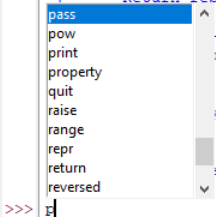 pass
pow
print
property
quit
raise
range
repr
return
reversed
>>> p